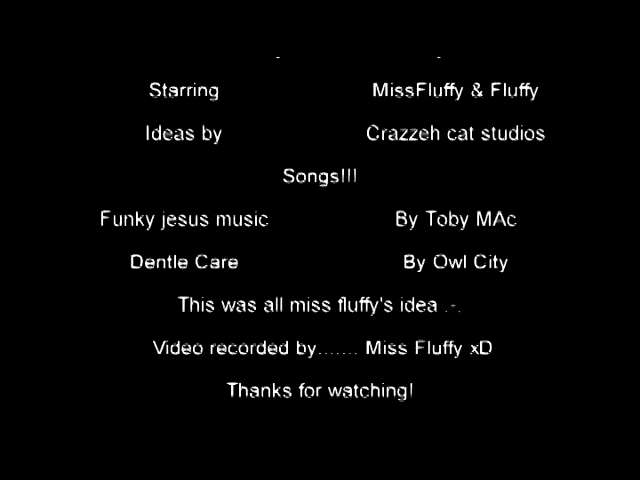 Starring MissFluffy & Fluffy
Ideas by Crazzeh cat studios
Songs!!!
Funky jesus music By Toby MAc
Dentle Care By Owl City
This was all miss fluffy's idea .-.
Video recorded by....... Miss Fluffy xD
Thanks for watching!